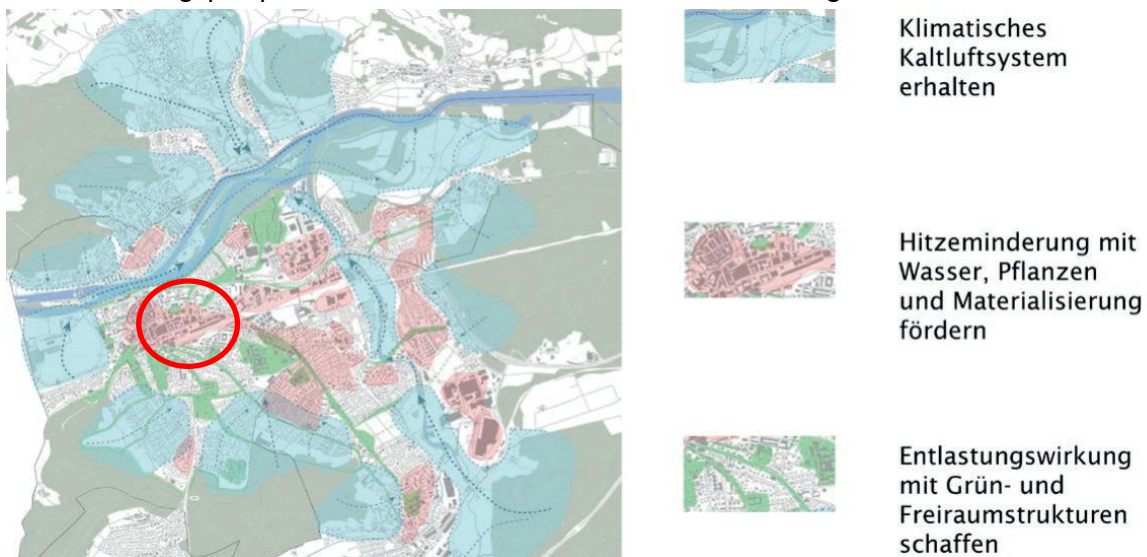 Klimatisches
Kaltluftsystem
erhalten
Hitzeminderung mit
Wasser, Pflanzen
und Materialisierung
fördern
Entlastungswirkung
mit Grün- und
Freiraumstrukturen
schaffen